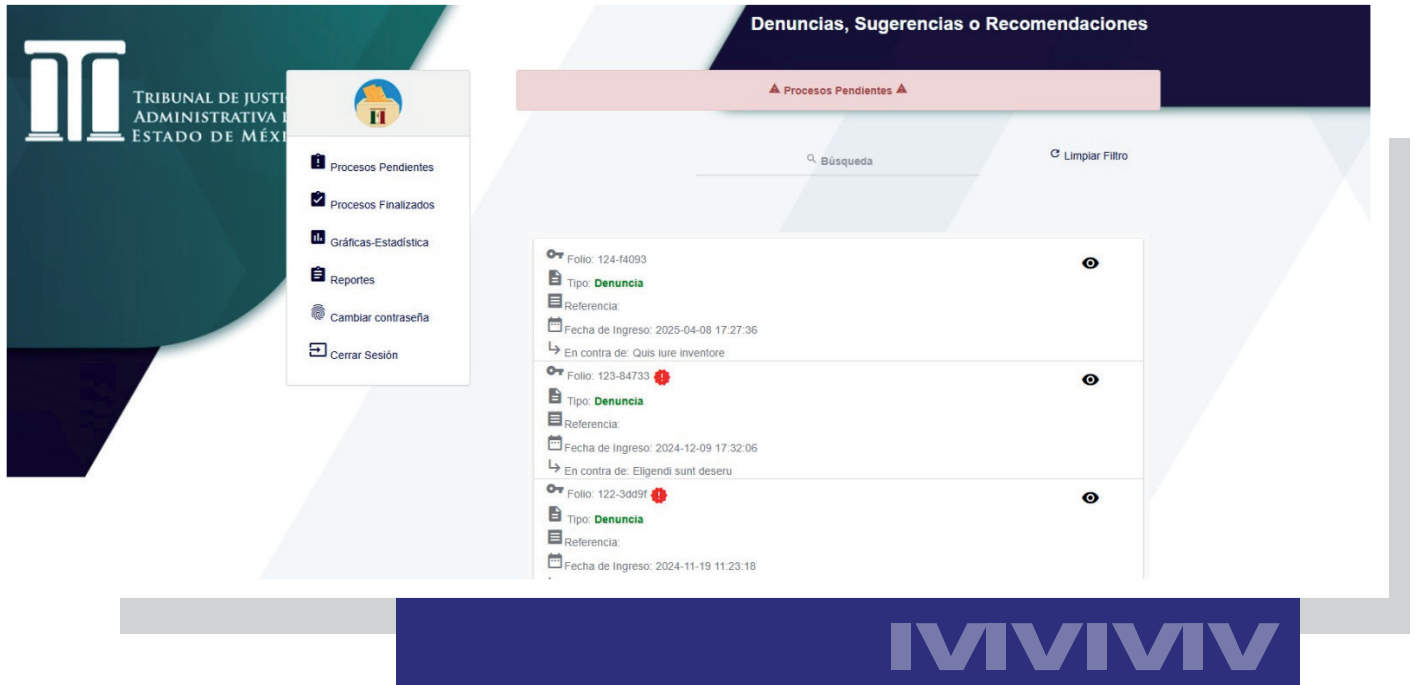 Denuncias, Sugerencias o Recomendaciones
TRIBUNAL DE JUSTI
ADMINISTRATIVA
ESTADO DE MÉX
Procesos Pendientes
Procesos Finalizados
Gráficas-Estadística
Reportes
Cambiar contraseña
Cerrar Sesión
Procesos Pendientes
Búsqueda
Limpiar Filtro
Folio: 124-f4093
Tipo: Denuncia
Referencia:
Fecha de Ingreso: 2025-04-08 17:27:36
En contra de: Quis iure inventore
Folio: 123-84733
Tipo: Denuncia
Referencia:
Fecha de Ingreso: 2024-12-09 17:32:06
En contra de: Eligendi sunt deseru
Folio: 122-3dd9f
Tipo: Denuncia
Referencia:
Fecha de Ingreso: 2024-11-19 11:23:18